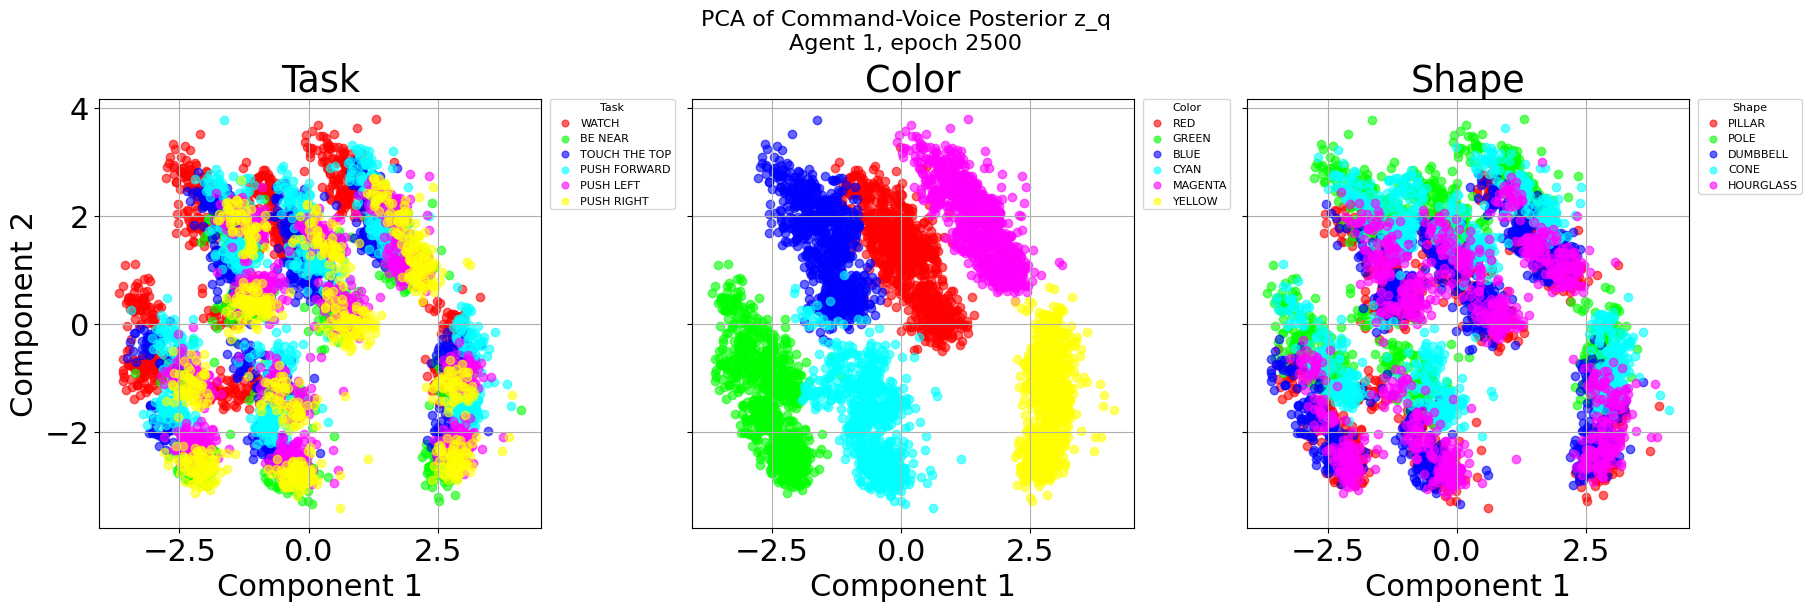 PCA of Command-Voice Posterior z_q
Agent 1, epoch 2500
Task
Color
Shape
Task
WATCH
BE NEAR
TOUCH THE TOP
PUSH FORWARD
PUSH LEFT
PUSH RIGHT
Color
RED
GREEN
BLUE
CYAN
MAGENTA
YELLOW
Shape
PILLAR
POLE
DUMBBELL
CONE
HOURGLASS
Component 2
4
2
0
−2
−2.5 0.0 2.5
−2.5 0.0 2.5
−2.5 0.0 2.5
Component 1
Component 1
Component 1